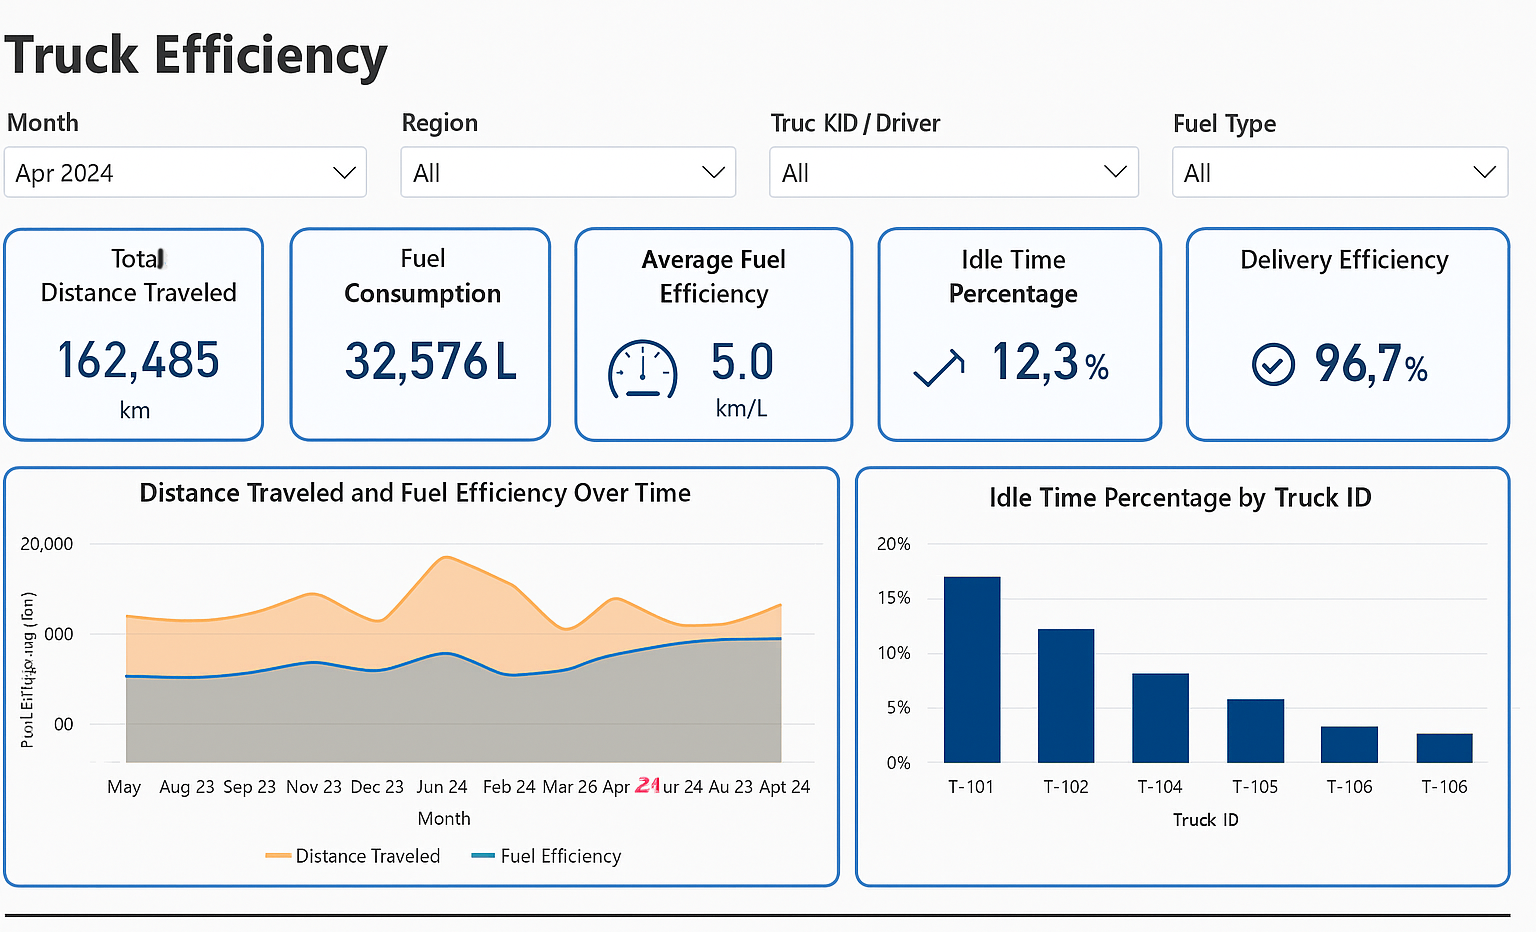 Truck Efficiency
Month
Region
Truc KID / Driver
Fuel Type
Apr 2024
All
All
All
Total
Distance Traveled
162,485
km
Fuel
Consumption
32,576 L
Average Fuel
Efficiency
5.0
km/L
Idle Time
Percentage
12,3 %
Delivery Efficiency
96,7 %
Distance Traveled and Fuel Efficiency Over Time
20,000
000
00
May Aug 23 Sep 23 Nov 23 Dec 23 Jun 24 Feb 24 Mar 26 Apr 24 ur 24 Au 23 Apt 24
Month
Distance Traveled Fuel Efficiency
Idle Time Percentage by Truck ID
20%
15%
10%
5%
0%
T-101 T-102 T-104 T-105 T-106 T-106
Truck ID